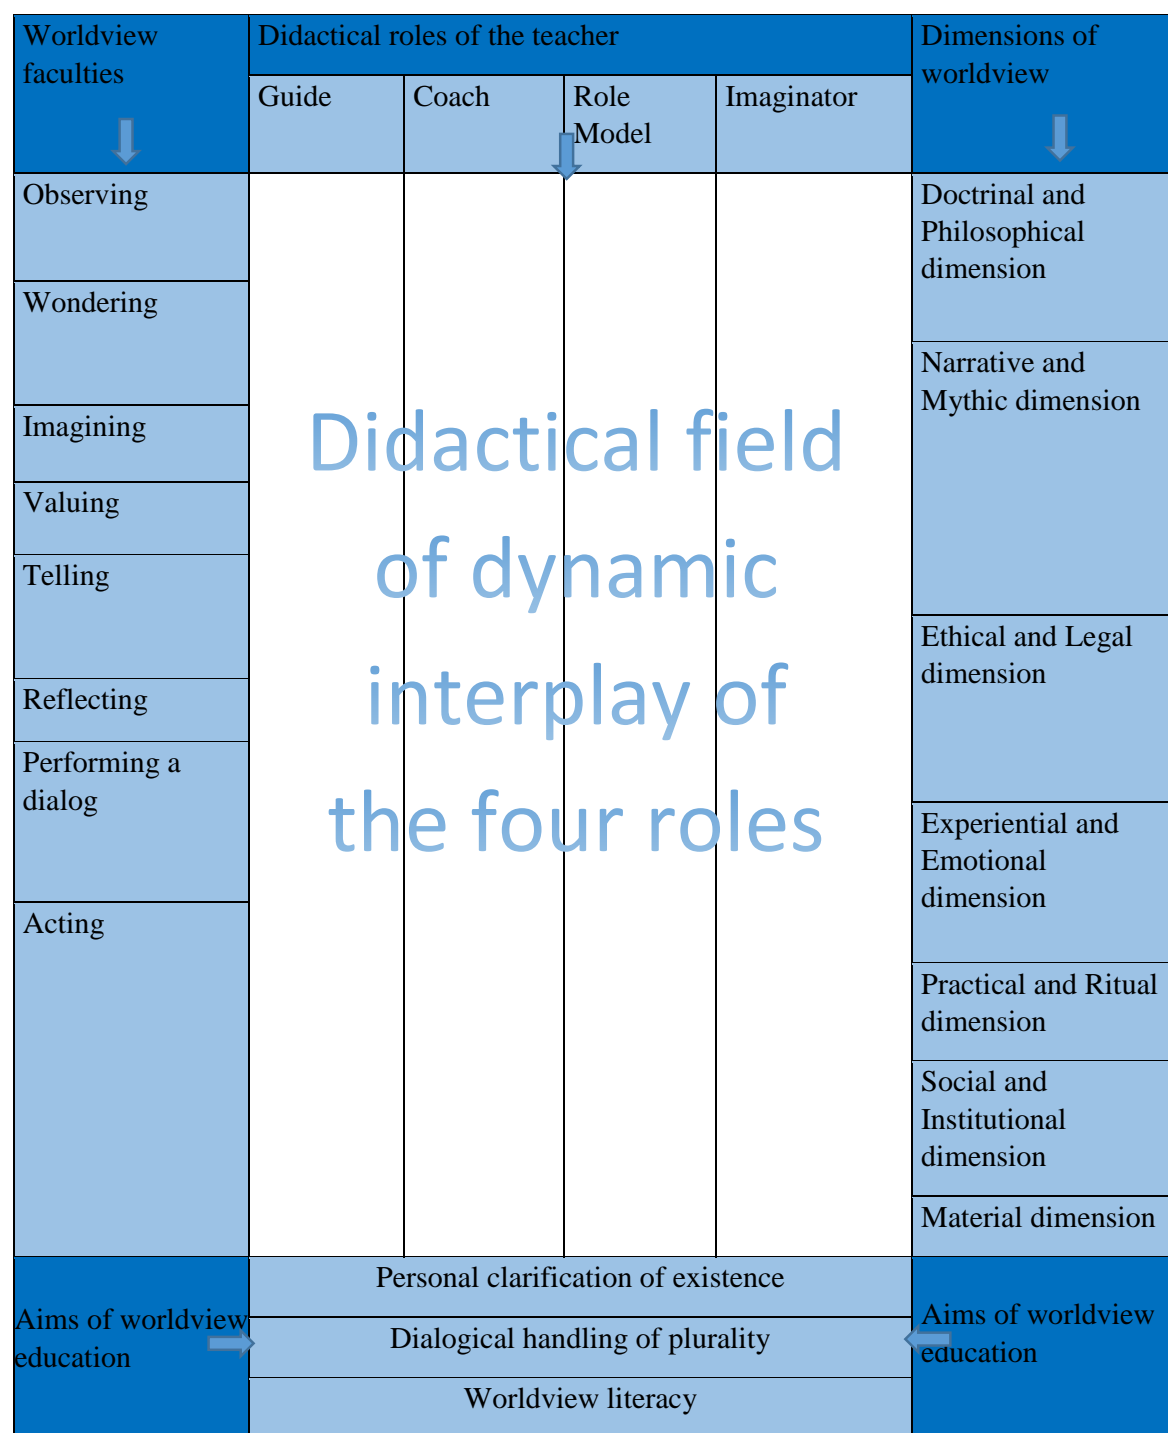 Worldview
faculties
Didactical roles of the teacher
Dimensions of
worldview
Guide
Coach
Role
Model
Imaginator
Observing
Wondering
Imagining
Valuing
Telling
Reflecting
Performing a
dialog
Acting
Didactical field
of dynamic
interplay of
the four roles
Doctrinal and
Philosophical
dimension
Narrative and
Mythic dimension
Ethical and Legal
dimension
Experiential and
Emotional
dimension
Practical and Ritual
dimension
Social and
Institutional
dimension
Material dimension
Aims of worldview
education
Personal clarification of existence
Dialogical handling of plurality
Worldview literacy
Aims of worldview
education